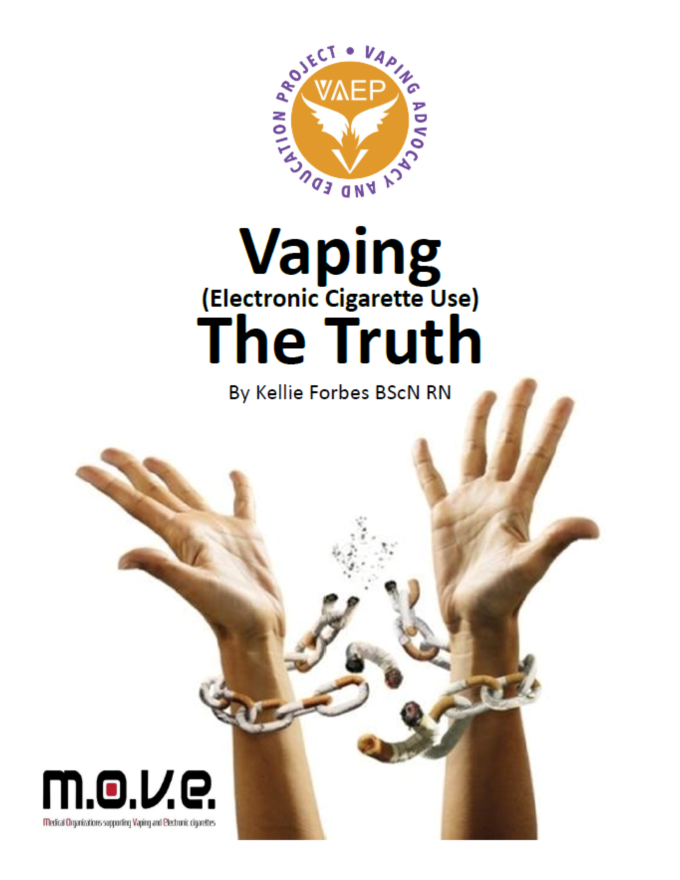 VAPING ADVOCACY AND EDUCATION PROJECT •
VAEP
Vaping
(Electronic Cigarette Use)
The Truth
By Kellie Forbes BScN RN
m.o.v.e.
Medical Organizations supporting Vaping and Electronic cigarettes